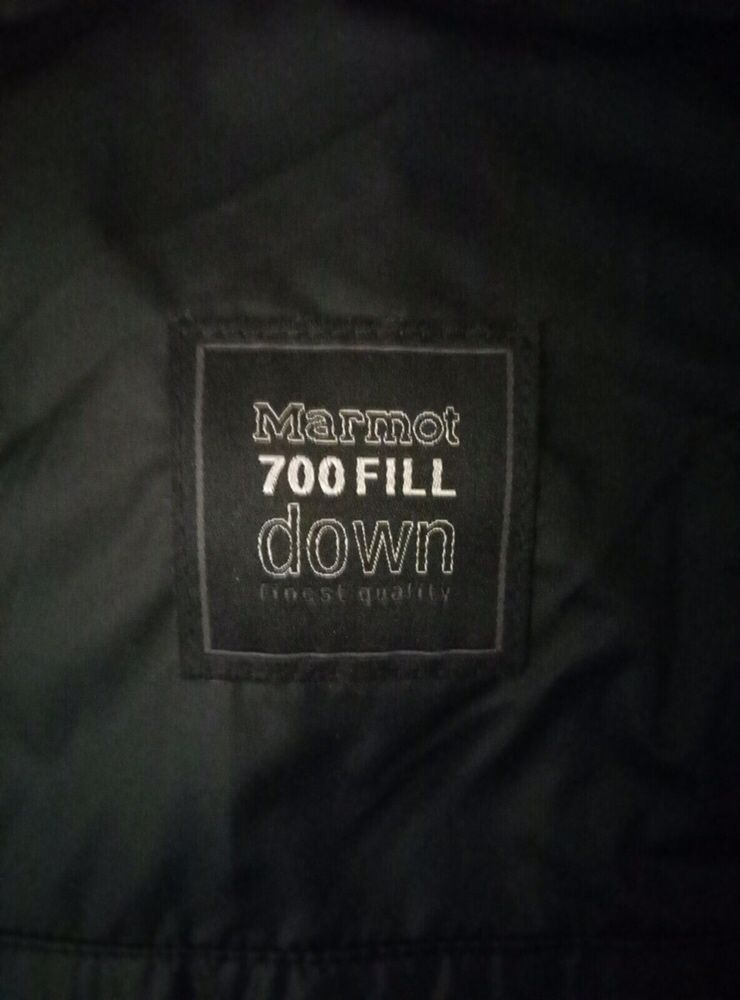 Marmot
700 FILL
down
finest quality